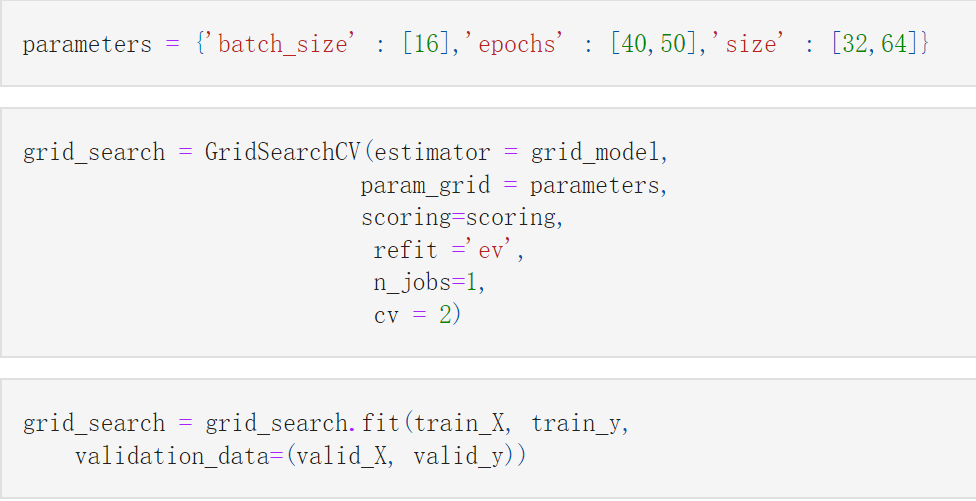 parameters = {'batch_size' : [16],'epochs' : [40,50],'size' : [32,64]}
grid_search = GridSearchCV(estimator = grid_model,
param_grid = parameters,
scoring=scoring,
refit ='ev',
n_jobs=1,
cv = 2)
grid_search = grid_search.fit(train_X, train_y,
validation_data=(valid_X, valid_y))